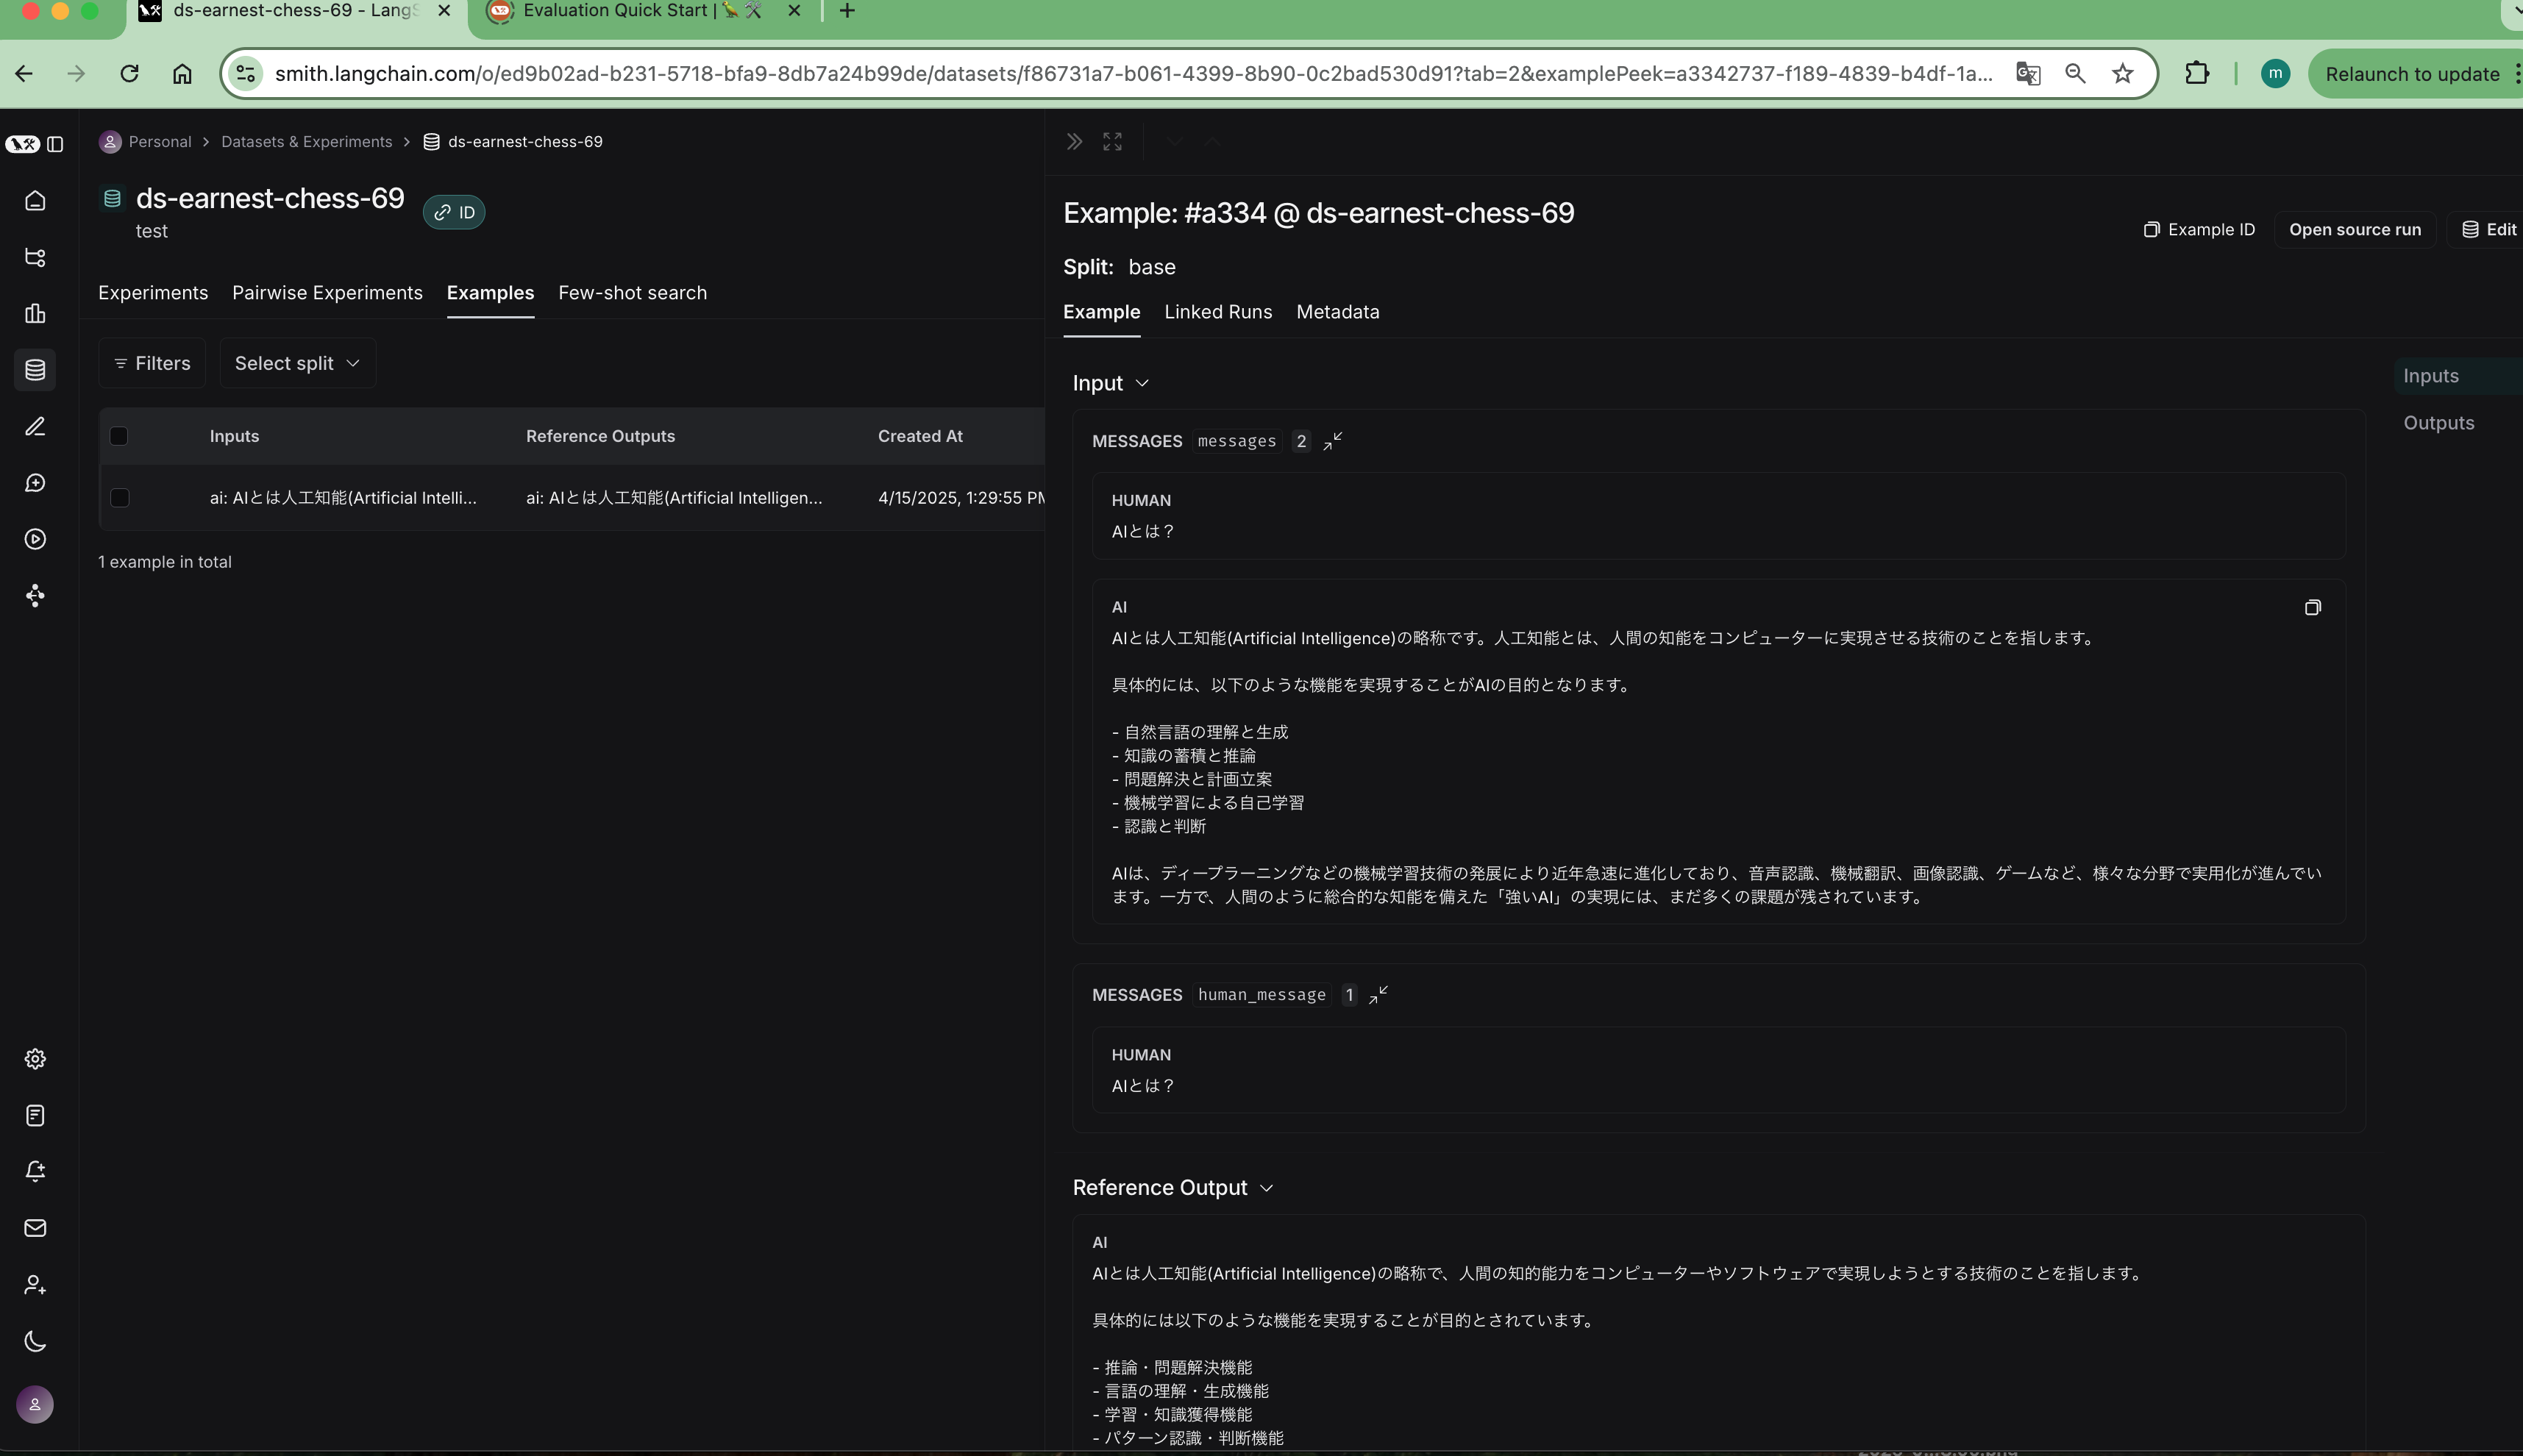 ds-earnest-chess-69 - LangS
Evaluation Quick Start | 🦜🛠️
smith.langchain.com/o/ed9b02ad-b231-5718-bfa9-8db7a24b99de/datasets/f86731a7-b061-4399-8b90-0c2bad530d91?tab=2&examplePeek=a3342737-f189-4839-b4df-1a...
m
Relaunch to update
Personal > Datasets & Experiments > ds-earnest-chess-69
ds-earnest-chess-69
ID
test
Experiments Pairwise Experiments Examples Few-shot search
Filters Select split
Inputs Reference Outputs Created At
ai: AIとは人工知能(Artificial Intelli... ai: AIとは人工知能(Artificial Intelligen... 4/15/2025, 1:29:55 PM
1 example in total
Example: #a334 @ ds-earnest-chess-69
Example ID Open source run Edit
Split: base
Example Linked Runs Metadata
Inputs
Outputs
Input
MESSAGES messages 2
HUMAN
AIとは？
AI
AIとは人工知能(Artificial Intelligence)の略称です。人工知能とは、人間の知能をコンピューターに実現させる技術のことを指します。
具体的には、以下のような機能を実現することがAIの目的となります。
- 自然言語の理解と生成
- 知識の蓄積と推論
- 問題解決と計画立案
- 機械学習による自己学習
- 認識と判断
AIは、ディープラーニングなどの機械学習技術の発展により近年急速に進化しており、音声認識、機械翻訳、画像認識、ゲームなど、様々な分野で実用化が進んでい
ます。一方で、人間のように総合的な知能を備えた「強いAI」の実現には、まだ多くの課題が残されています。
MESSAGES human_message 1
HUMAN
AIとは？
Reference Output
AI
AIとは人工知能(Artificial Intelligence)の略称で、人間の知的能力をコンピューターやソフトウェアで実現しようとする技術のことを指します。
具体的には以下のような機能を実現することが目的とされています。
- 推論・問題解決機能
- 言語の理解・生成機能
- 学習・知識獲得機能
- パターン認識・判断機能